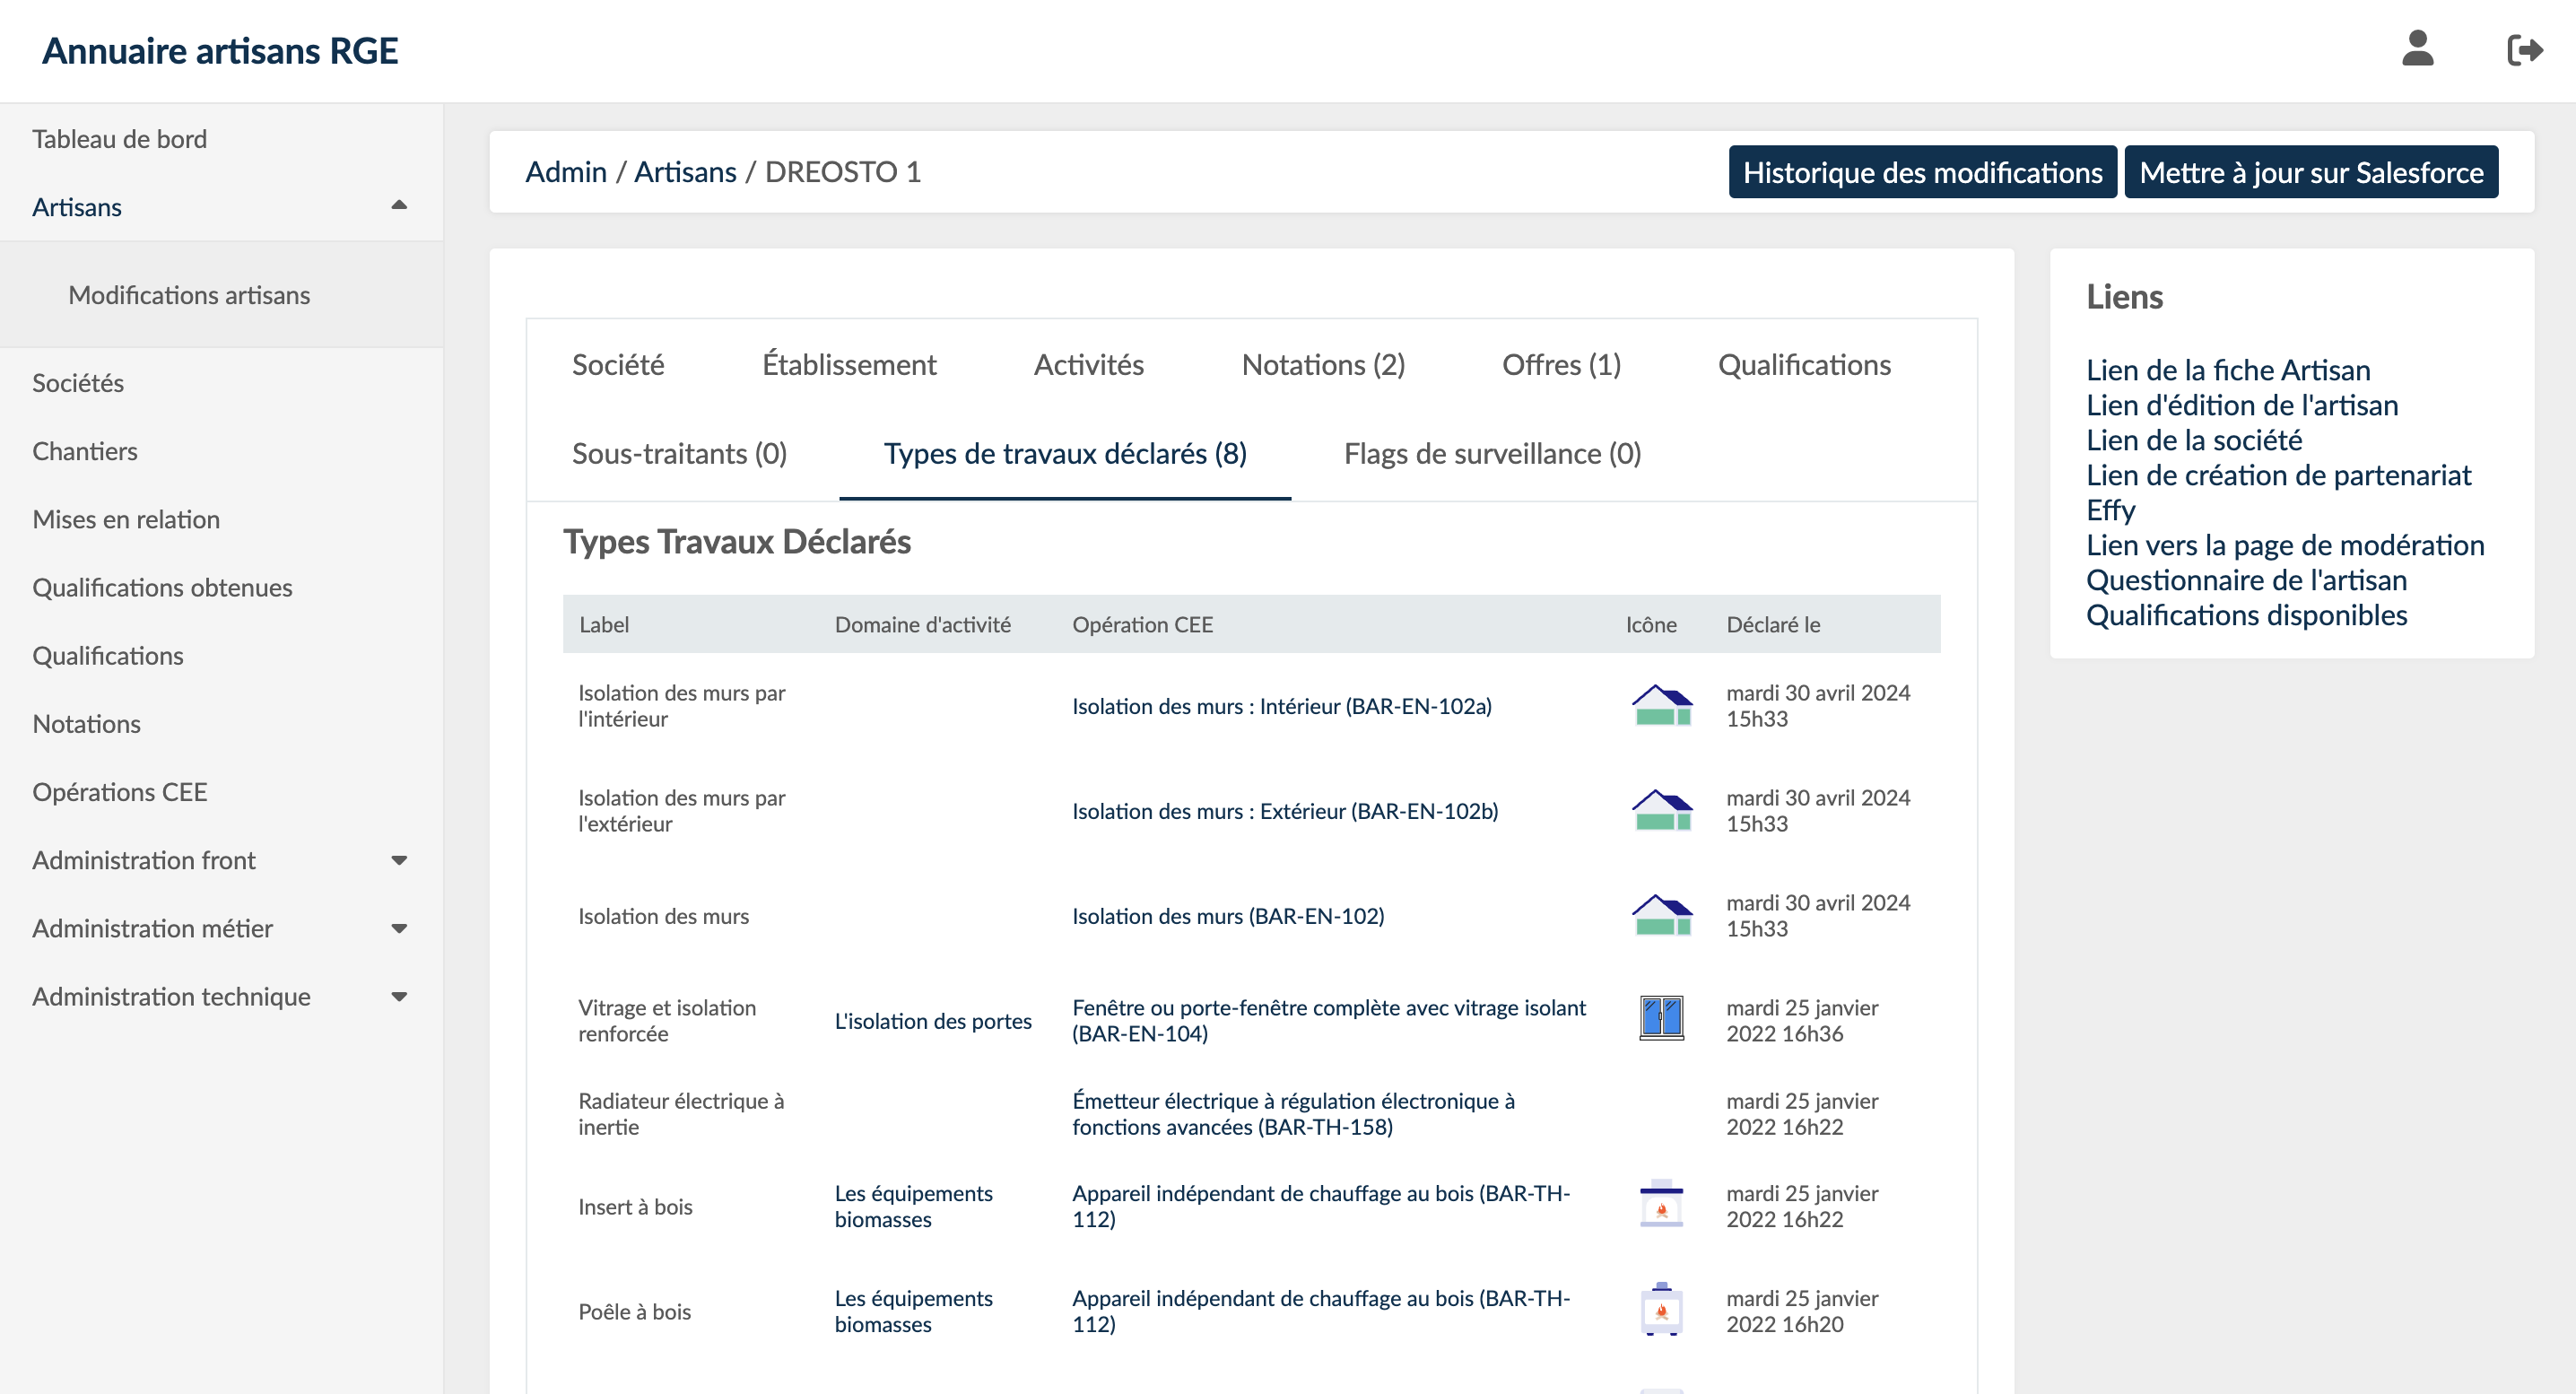 Annuaire artisans RGE
Tableau de bord
Artisans
Modifications artisans
Sociétés
Chantiers
Mises en relation
Qualifications obtenues
Qualifications
Notations
Opérations CEE
Administration front
Administration métier
Administration technique
Admin / Artisans / DREOSTO 1
Historique des modifications
Mettre à jour sur Salesforce
Société Établissement Activités Notations (2) Offres (1) Qualifications
Sous-traitants (0) Types de travaux déclarés (8) Flags de surveillance (0)
Types Travaux Déclarés
Label Domaine d'activité Opération CEE Icône Déclaré le
Isolation des murs par
l'intérieur
Isolation des murs : Intérieur (BAR-EN-102a)
mardi 30 avril 2024
15h33
Isolation des murs par
l'extérieur
Isolation des murs : Extérieur (BAR-EN-102b)
mardi 30 avril 2024
15h33
Isolation des murs
Isolation des murs (BAR-EN-102)
mardi 30 avril 2024
15h33
Vitrage et isolation
renforcée
L'isolation des portes
Fenêtre ou porte-fenêtre complète avec vitrage isolant
(BAR-EN-104)
mardi 25 janvier
2022 16h36
Radiateur électrique à
inertie
Émetteur électrique à régulation électronique à
fonctions avancées (BAR-TH-158)
mardi 25 janvier
2022 16h22
Insert à bois
Les équipements
biomasses
Appareil indépendant de chauffage au bois (BAR-TH-
112)
mardi 25 janvier
2022 16h22
Poêle à bois
Les équipements
biomasses
Appareil indépendant de chauffage au bois (BAR-TH-
112)
mardi 25 janvier
2022 16h20
Liens
Lien de la fiche Artisan
Lien d'édition de l'artisan
Lien de la société
Lien de création de partenariat
Effy
Lien vers la page de modération
Questionnaire de l'artisan
Qualifications disponibles